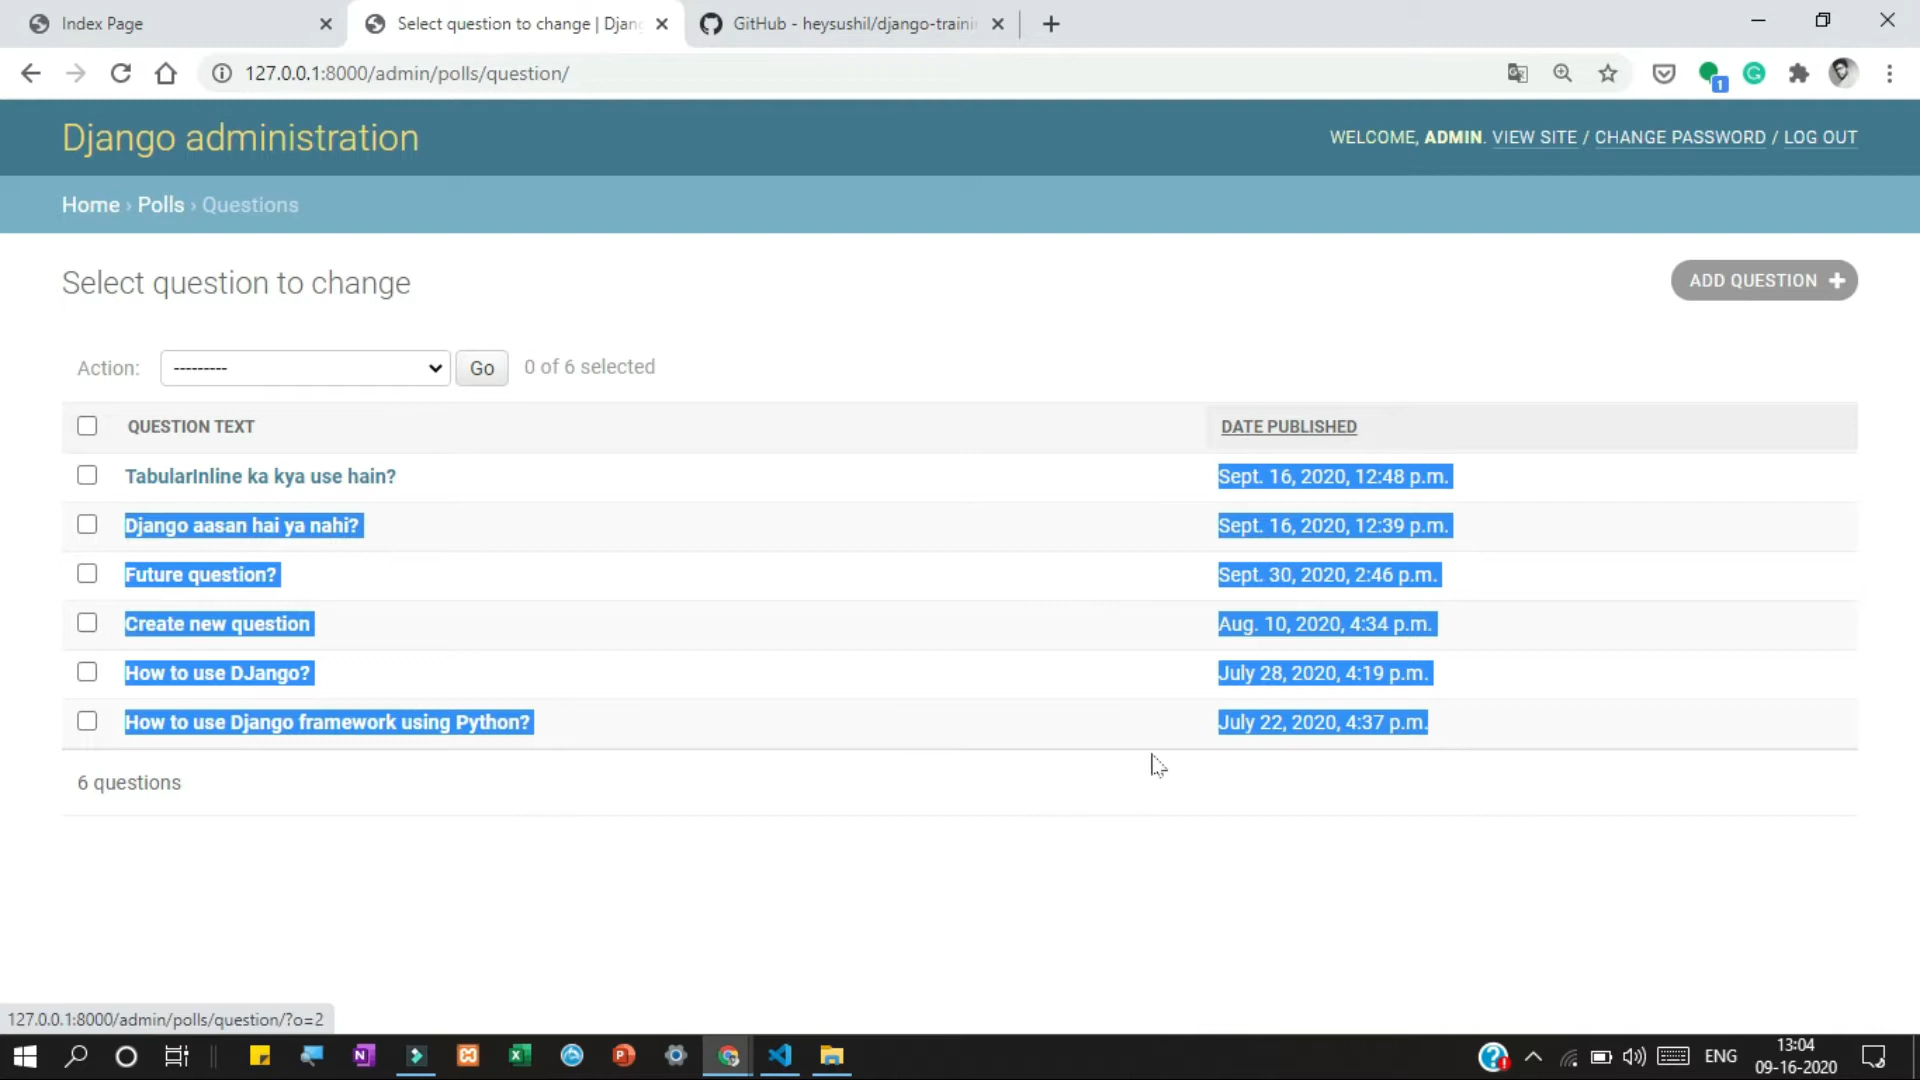 Index Page
Select question to change | Djan
GitHub - heysushil/django-traini
127.0.0.1:8000/admin/polls/question/
1
Django administration
WELCOME, ADMIN. VIEW SITE / CHANGE PASSWORD / LOG OUT
Home › Polls › Questions
Select question to change
ADD QUESTION +
Action: --------- Go 0 of 6 selected
QUESTION TEXT DATE PUBLISHED
TabularInline ka kya use hain? Sept. 16, 2020, 12:48 p.m.
Django aasan hai ya nahi? Sept. 16, 2020, 12:39 p.m.
Future question? Sept. 30, 2020, 2:46 p.m.
Create new question Aug. 10, 2020, 4:34 p.m.
How to use DJango? July 28, 2020, 4:19 p.m.
How to use Django framework using Python? July 22, 2020, 4:37 p.m.
6 questions
127.0.0.1:8000/admin/polls/question/?o=2
ENG
13:04
09-16-2020